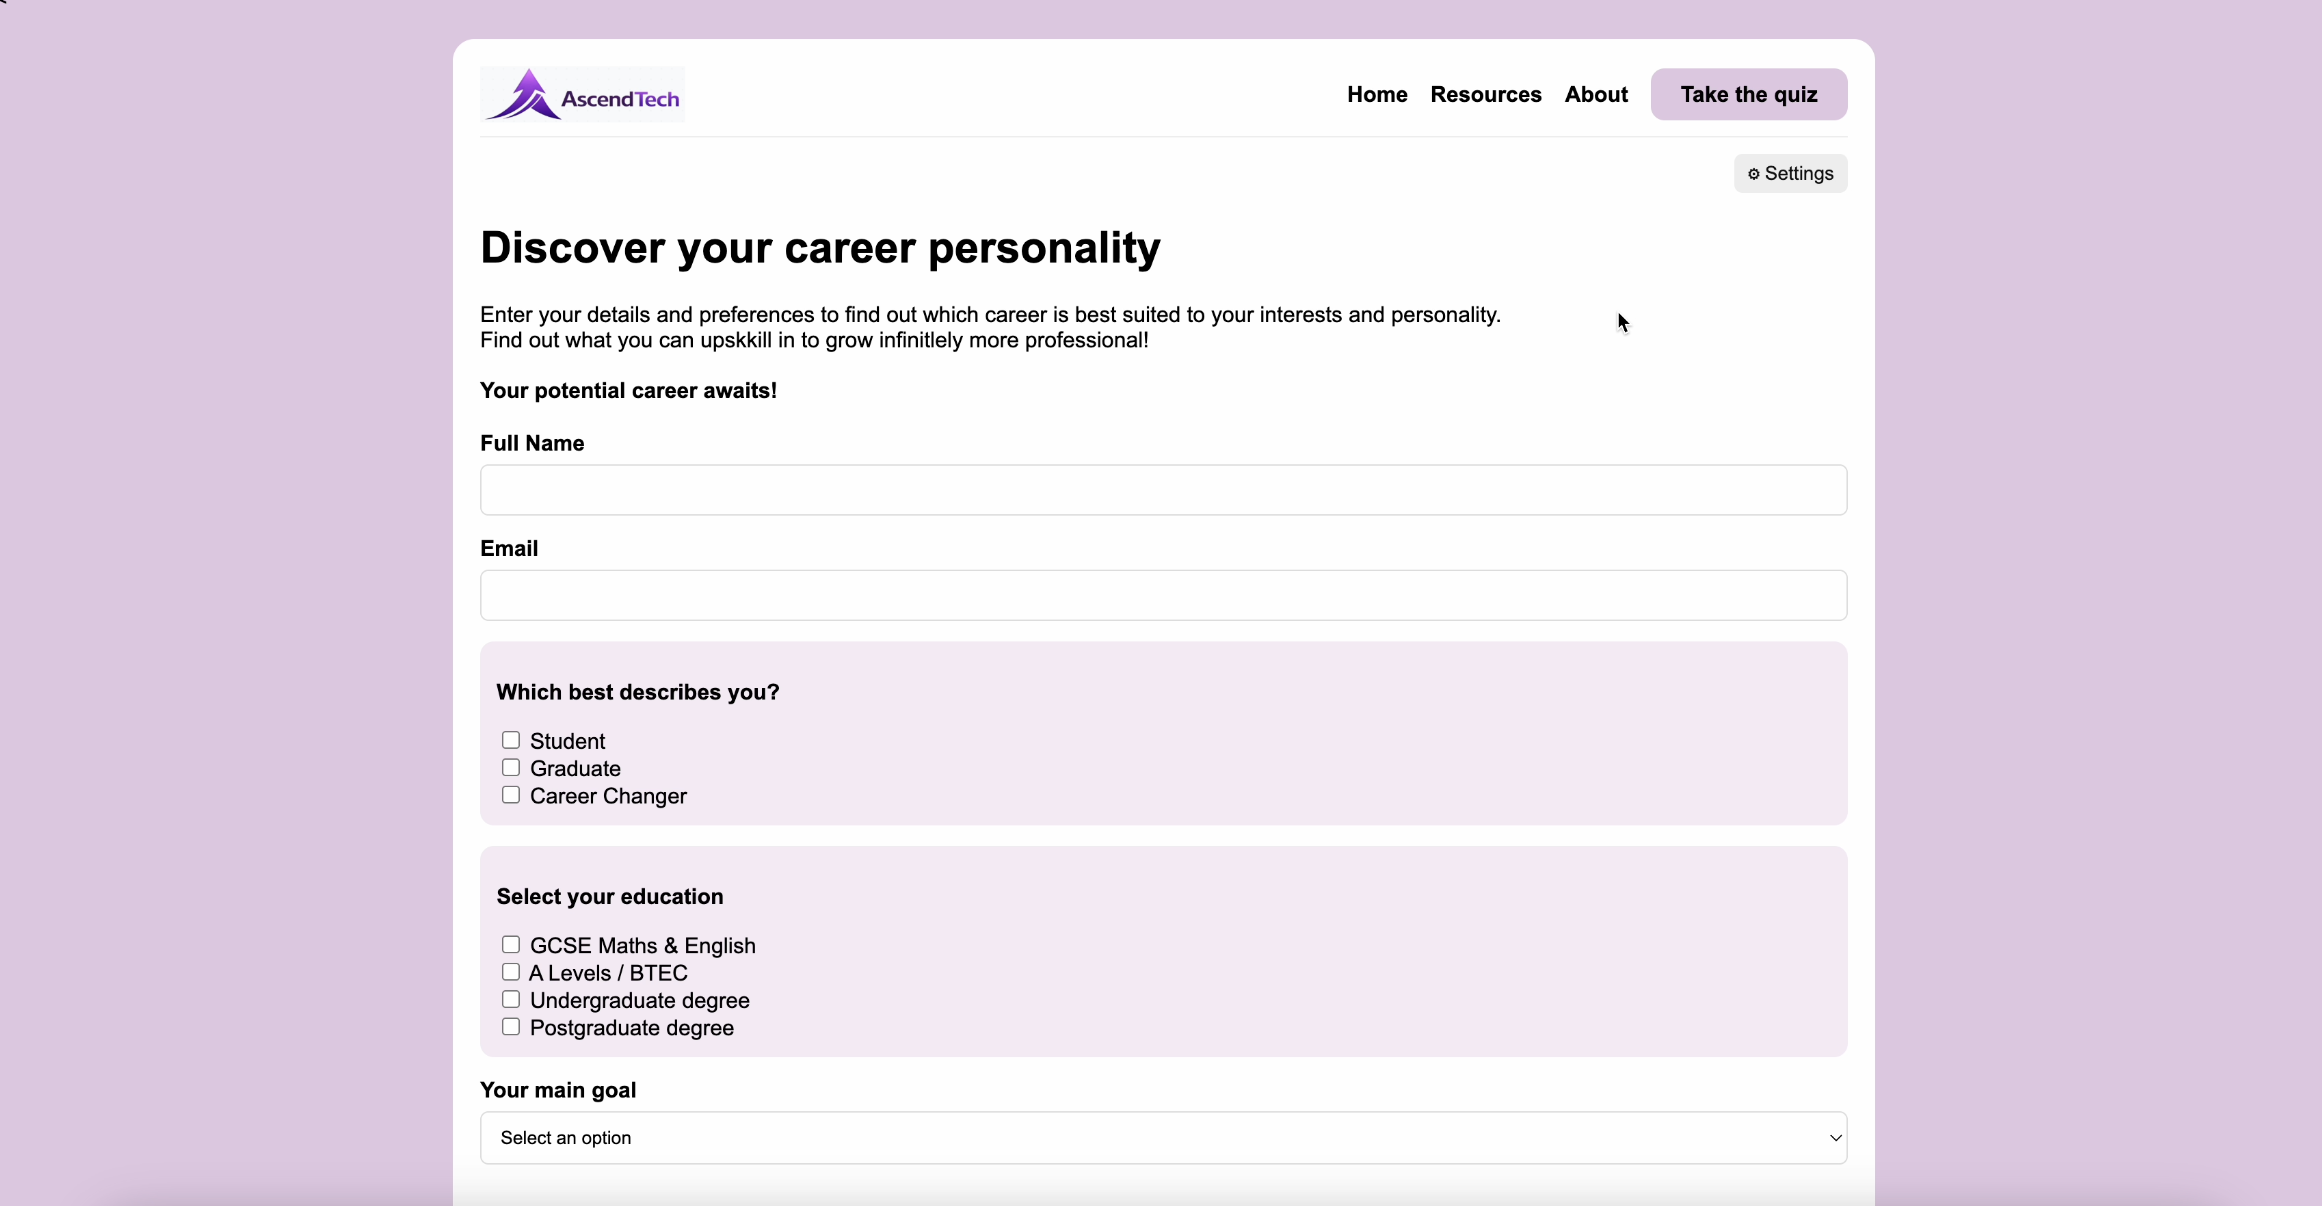 <
AscendTech
Home Resources About Take the quiz
⚙ Settings
Discover your career personality
Enter your details and preferences to find out which career is best suited to your interests and personality.
Find out what you can upskkill in to grow infinitlely more professional!
Your potential career awaits!
Full Name
Email
Which best describes you?
Student
Graduate
Career Changer
Select your education
GCSE Maths & English
A Levels / BTEC
Undergraduate degree
Postgraduate degree
Your main goal
Select an option